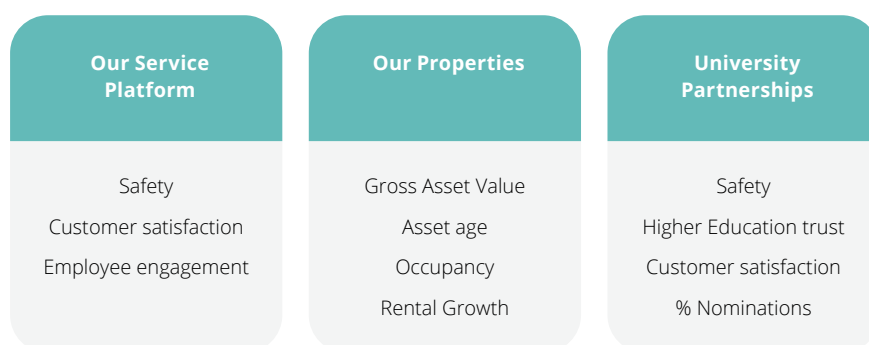 Our Service
Platform
Safety
Customer satisfaction
Employee engagement
Our Properties
Gross Asset Value
Asset age
Occupancy
Rental Growth
University
Partnerships
Safety
Higher Education trust
Customer satisfaction
% Nominations